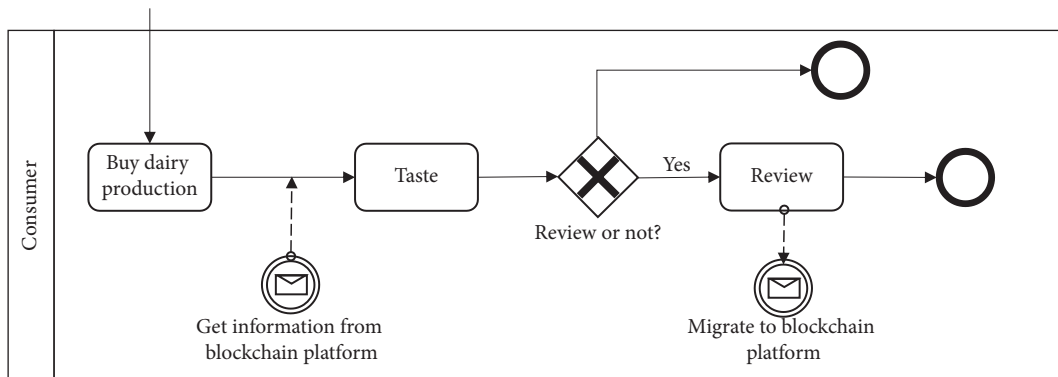 Consumer
Buy dairy
production
Taste
Yes
Review
Review or not?
Get information from
blockchain platform
Migrate to blockchain
platform